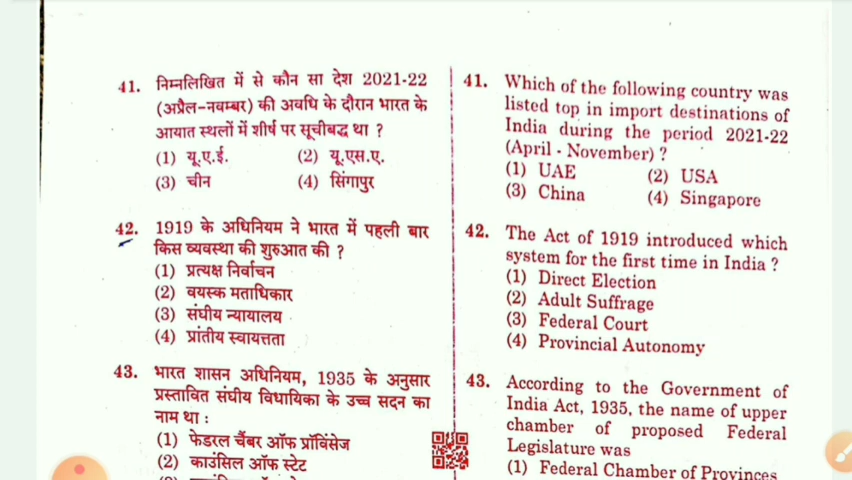 41. निम्नलिखित में से कौन सा देश 2021-22
(अप्रैल-नवम्बर) की अवधि के दौरान भारत के
आयात स्थलों में शीर्ष पर सूचीबद्ध था ?
(1) यू.ए.ई. (2) यू.एस.ए.
(3) चीन (4) सिंगापुर
42. 1919 के अधिनियम ने भारत में पहली बार
किस व्यवस्था की शुरुआत की ?
(1) प्रत्यक्ष निर्वाचन
(2) वयस्क मताधिकार
(3) संघीय न्यायालय
(4) प्रांतीय स्वायत्तता
43. भारत शासन अधिनियम, 1935 के अनुसार
प्रस्तावित संघीय विधायिका के उच्च सदन का
नाम था :
(1) फेडरल चैंबर ऑफ प्रॉविंसेज
(2) काउंसिल ऑफ स्टेट
41. Which of the following country was
listed top in import destinations of
India during the period 2021-22
(April - November) ?
(1) UAE (2) USA
(3) China (4) Singapore
42. The Act of 1919 introduced which
system for the first time in India ?
(1) Direct Election
(2) Adult Suffrage
(3) Federal Court
(4) Provincial Autonomy
43. According to the Government of
India Act, 1935, the name of upper
chamber of proposed Federal
Legislature was
(1) Federal Chamber of Provinces